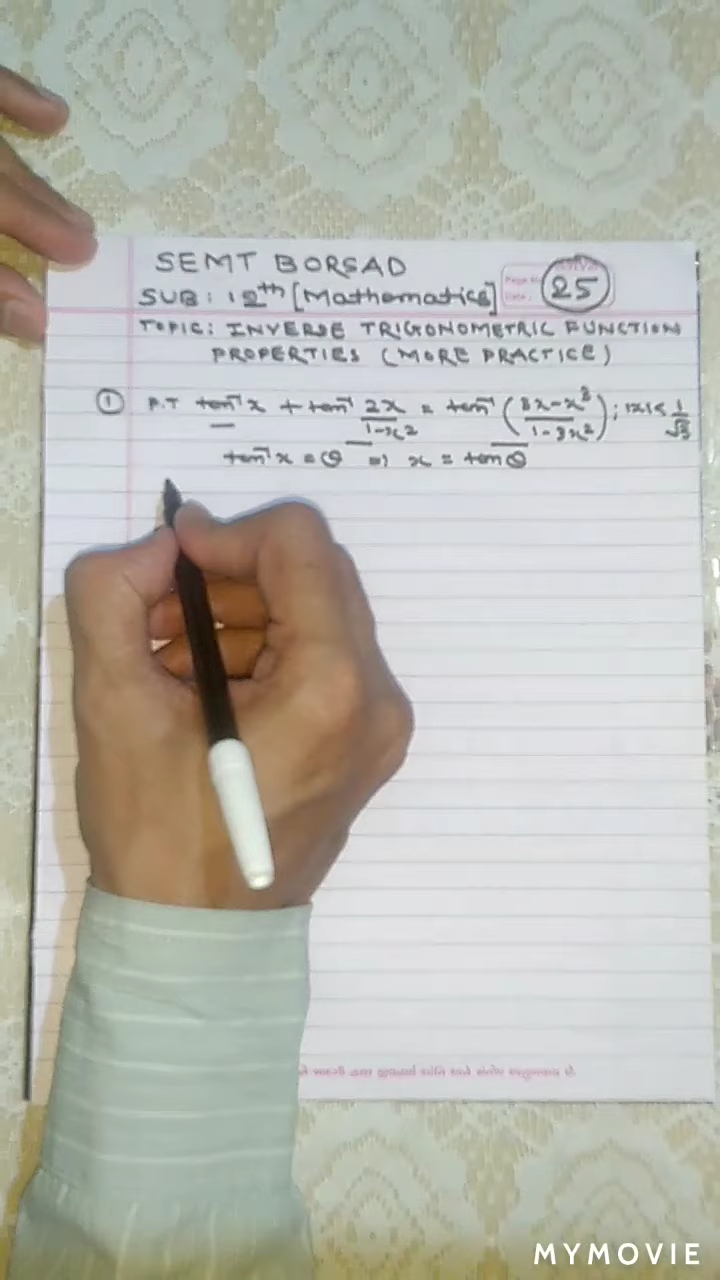 SEMT BORSAD
SUB: 12th [Mathematics]
25
TOPIC: INVERSE TRIGONOMETRIC FUNCTION
PROPERTIES (MORE PRACTICE)
① P.T tan⁻¹x + tan⁻¹ 2x/1-x² = tan⁻¹ (3x-x³/1-3x²); |x|< 1/√3
tan⁻¹x = θ ⇒ x = tanθ
MYMOVIE